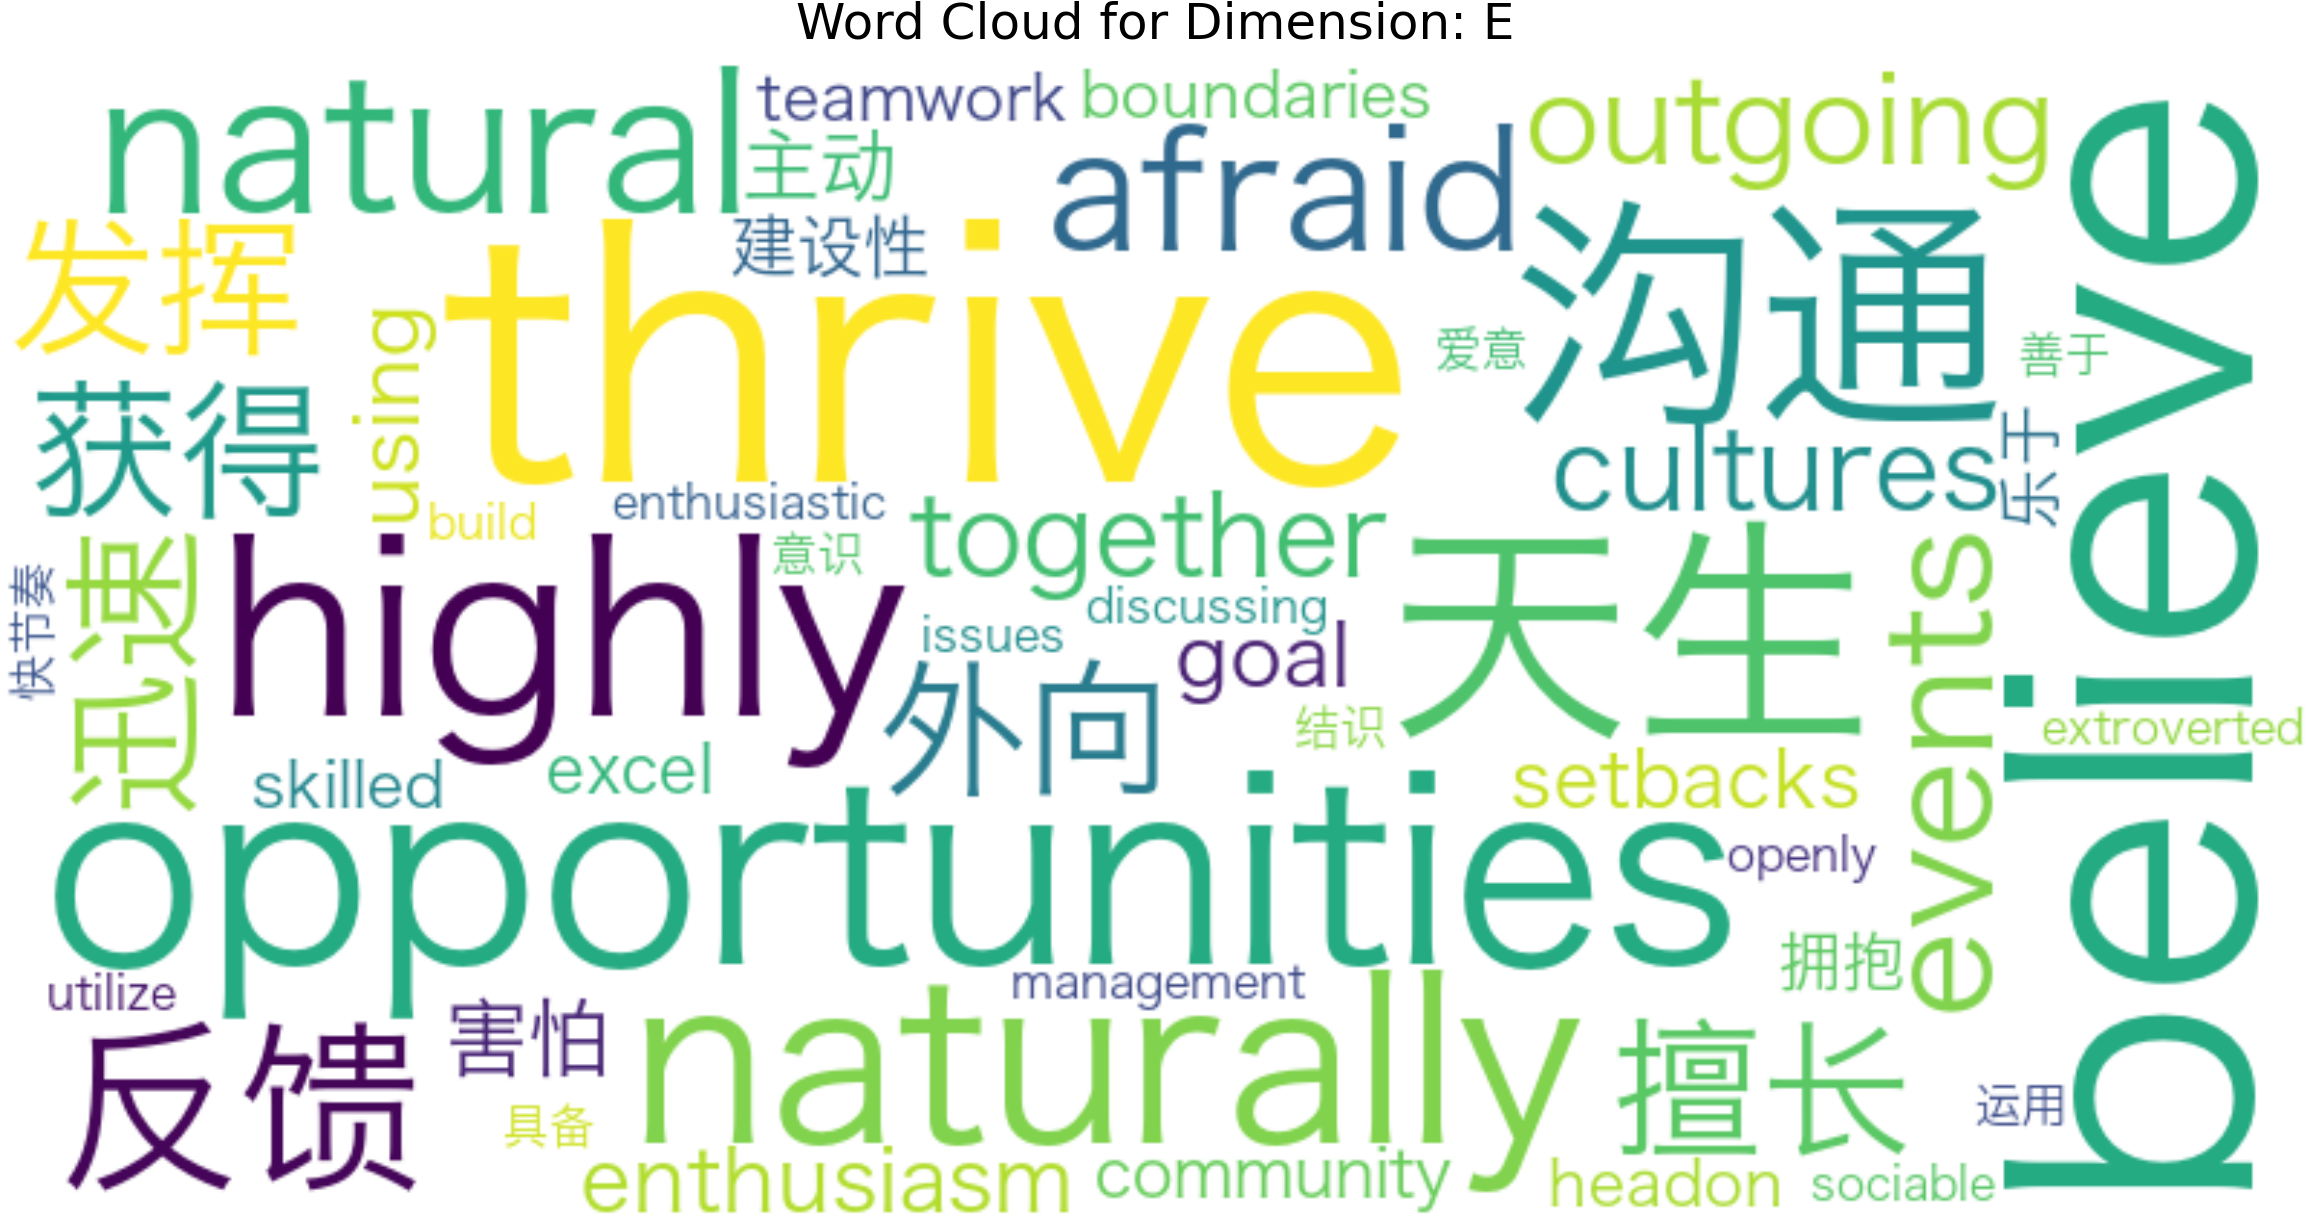 Word Cloud for Dimension: E
natural
teamwork
boundaries
outgoing
主动
afraid
believe
发挥
建设性
thrive
沟通
using
爱意
善于
获得
cultures
乐于
build
enthusiastic
together
快节奏
迅速
highly
意识
discussing
天生
events
issues
goal
外向
结识
extroverted
skilled
excel
setbacks
opportunities
openly
拥抱
utilize
management
反馈
害怕
naturally
擅长
具备
运用
enthusiasm
community
headon
sociable